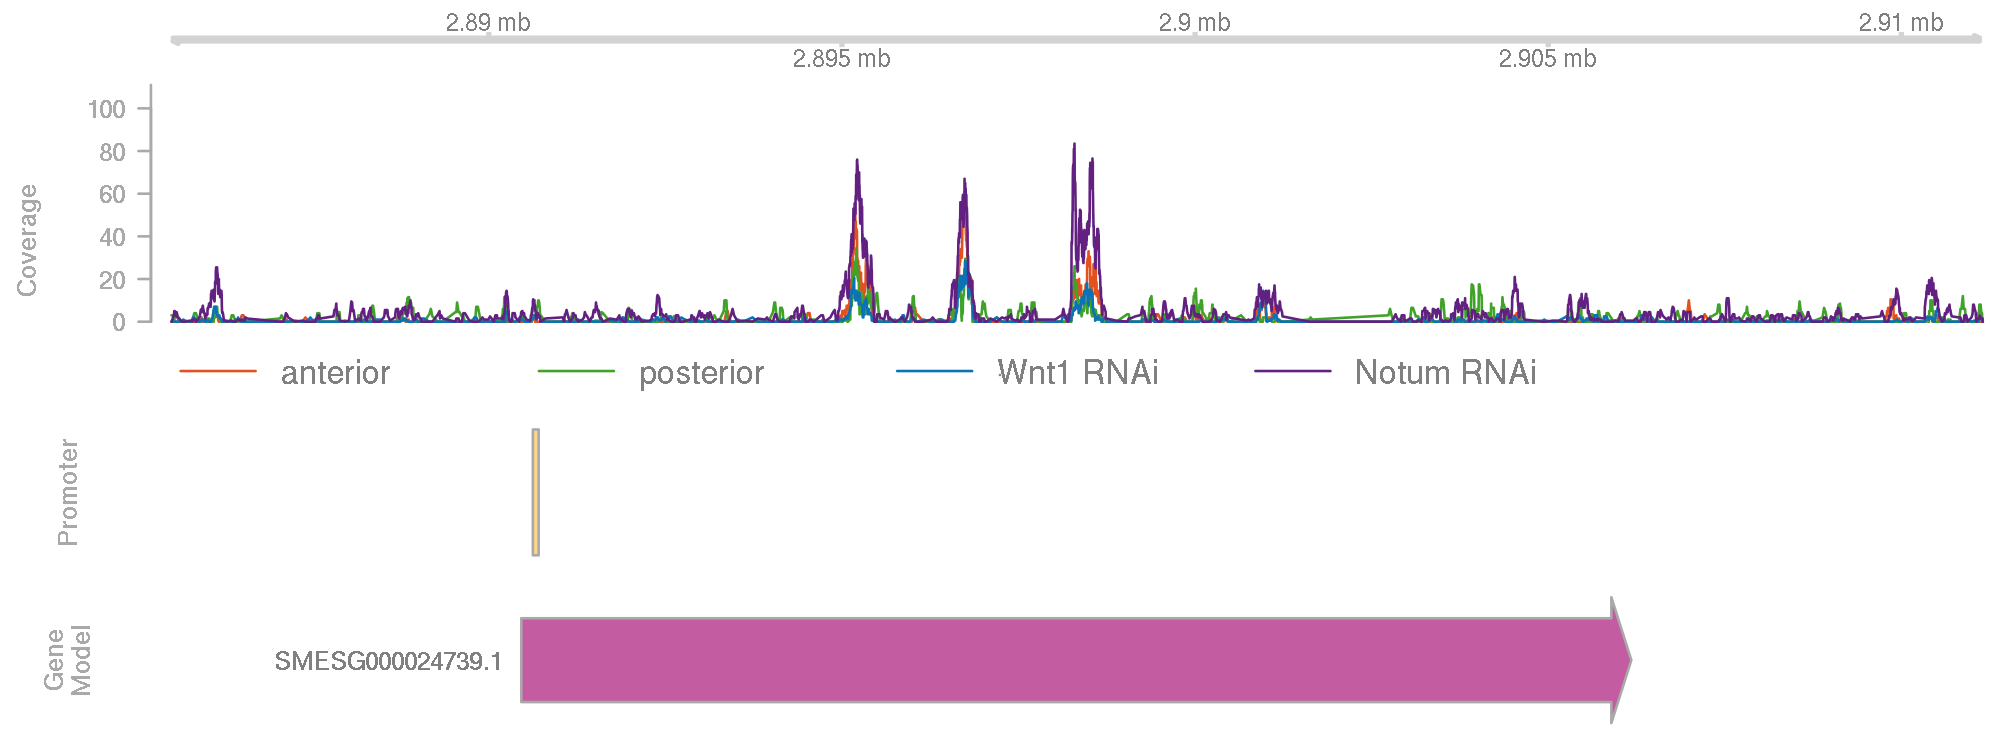 2.89 mb
2.9 mb
2.91 mb
2.895 mb
2.905 mb
Coverage
100
80
60
40
20
0
anterior
posterior
Wnt1 RNAi
Notum RNAi
Promoter
Gene
Model
SMESG000024739.1